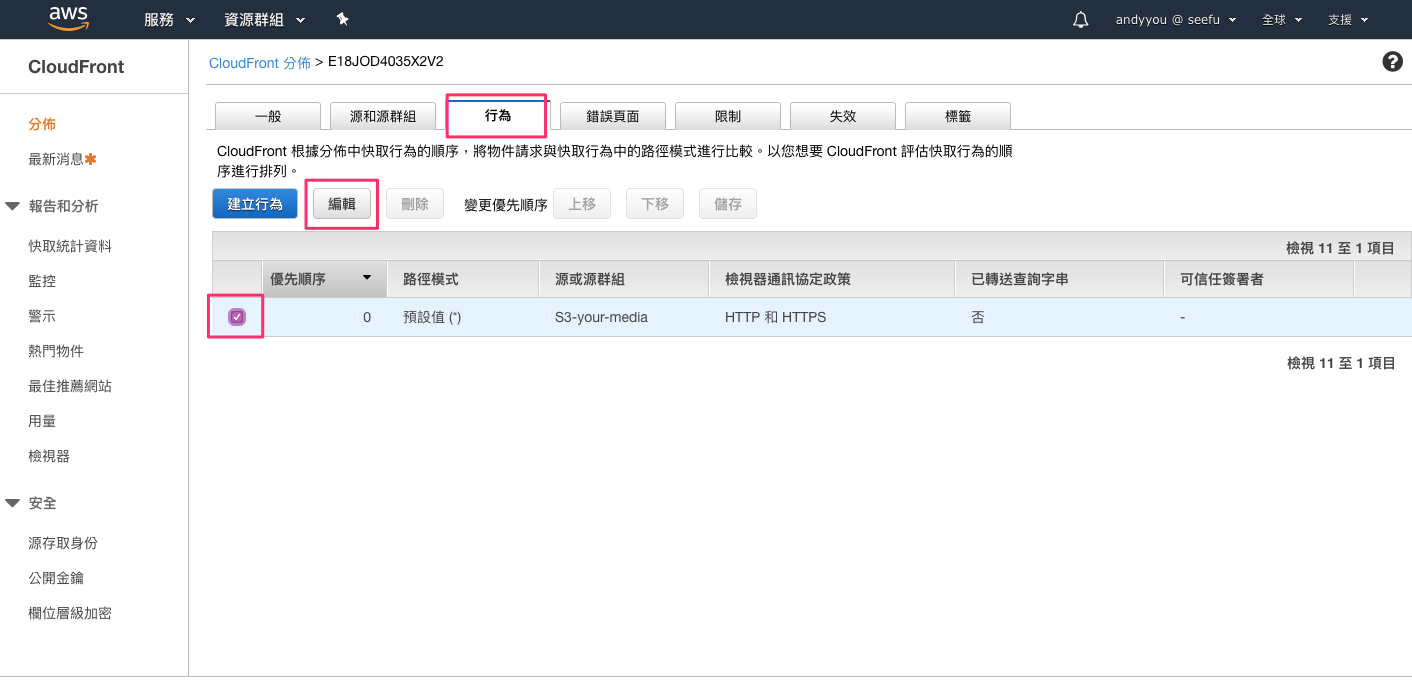 aws 服務 資源群組 andyyou @ seefu 全球 支援
CloudFront
分佈
最新消息
報告和分析
快取統計資料
監控
警示
熱門物件
最佳推薦網站
用量
檢視器
安全
源存取身份
公開金鑰
欄位層級加密
CloudFront 分佈 > E18JOD4035X2V2
一般 源和源群組 行為 錯誤頁面 限制 失效 標籤
CloudFront 根據分佈中快取行為的順序，將物件請求與快取行為中的路徑模式進行比較。以您想要 CloudFront 評估快取行為的順
序進行排列。
建立行為 編輯 刪除 變更優先順序 上移 下移 儲存
檢視 11 至 1 項目
優先順序 路徑模式 源或源群組 檢視器通訊協定政策 已轉送查詢字串 可信任簽署者
0 預設值 (*) S3-your-media HTTP 和 HTTPS 否 -
檢視 11 至 1 項目